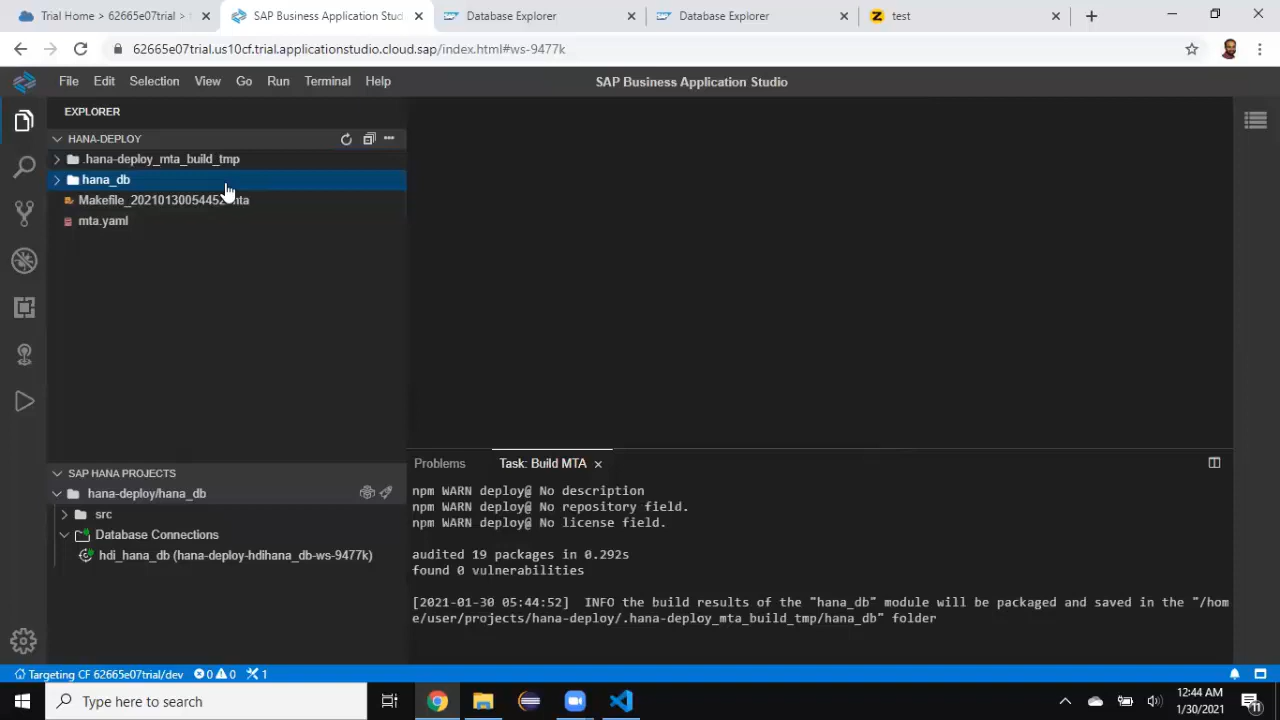 Trial Home > 62665e07trial >
SAP Business Application Studi
Database Explorer
Database Explorer
test
62665e07trial.us10cf.trial.applicationstudio.cloud.sap/index.html#ws-9477k
File Edit Selection View Go Run Terminal Help
SAP Business Application Studio
EXPLORER
HANA-DEPLOY
.hana-deploy_mta_build_tmp
hana_db
mta.yaml
SAP HANA PROJECTS
hana-deploy/hana_db
src
Database Connections
hdi_hana_db (hana-deploy-hdihana_db-ws-9477k)
Problems
Task: Build MTA
npm WARN deploy@ No description
npm WARN deploy@ No repository field.
npm WARN deploy@ No license field.
audited 19 packages in 0.292s
found 0 vulnerabilities
[2021-01-30 05:44:52]  INFO the build results of the "hana_db" module will be packaged and saved in the "/hom
e/user/projects/hana-deploy/.hana-deploy_mta_build_tmp/hana_db" folder
Targeting CF 62665e07trial/dev 0 0 1
Type here to search
12:44 AM
1/30/2021
11